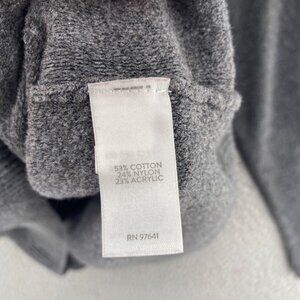 53% COTTON
24% NYLON
23% ACRYLIC
RN 97641